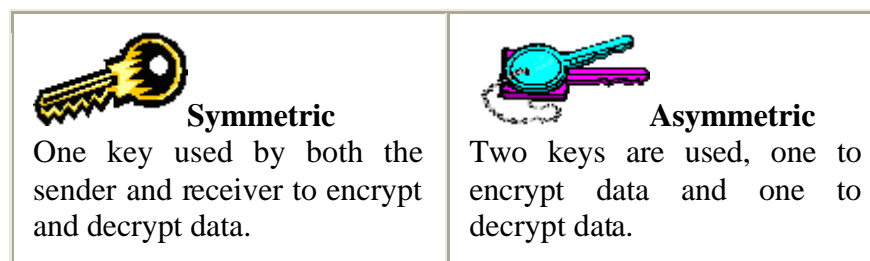 Symmetric
One key used by both the
sender and receiver to encrypt
and decrypt data.
Asymmetric
Two keys are used, one to
encrypt data and one to
decrypt data.